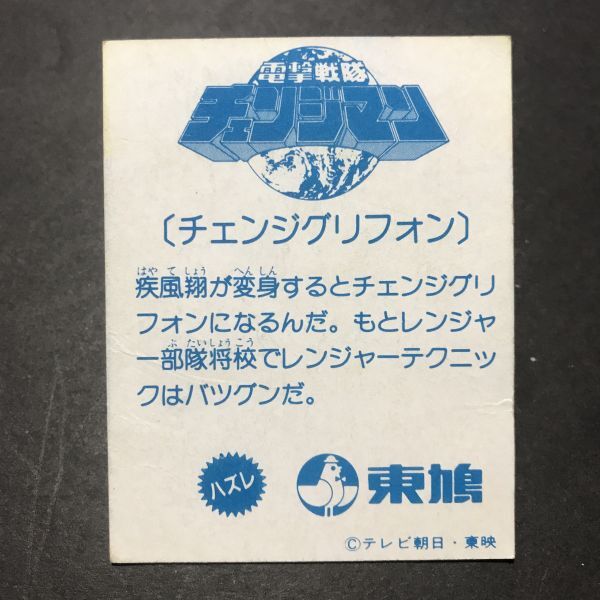 電撃戦隊
チェンジマン
〔チェンジグリフォン〕
はやてしょう へんしん
疾風翔が変身するとチェンジグリ
フォンになるんだ。もとレンジャ
ぶたいしょうこう
ー部隊将校でレンジャーテクニッ
クはバツグンだ。
ハズレ
東鳩
©テレビ朝日・東映